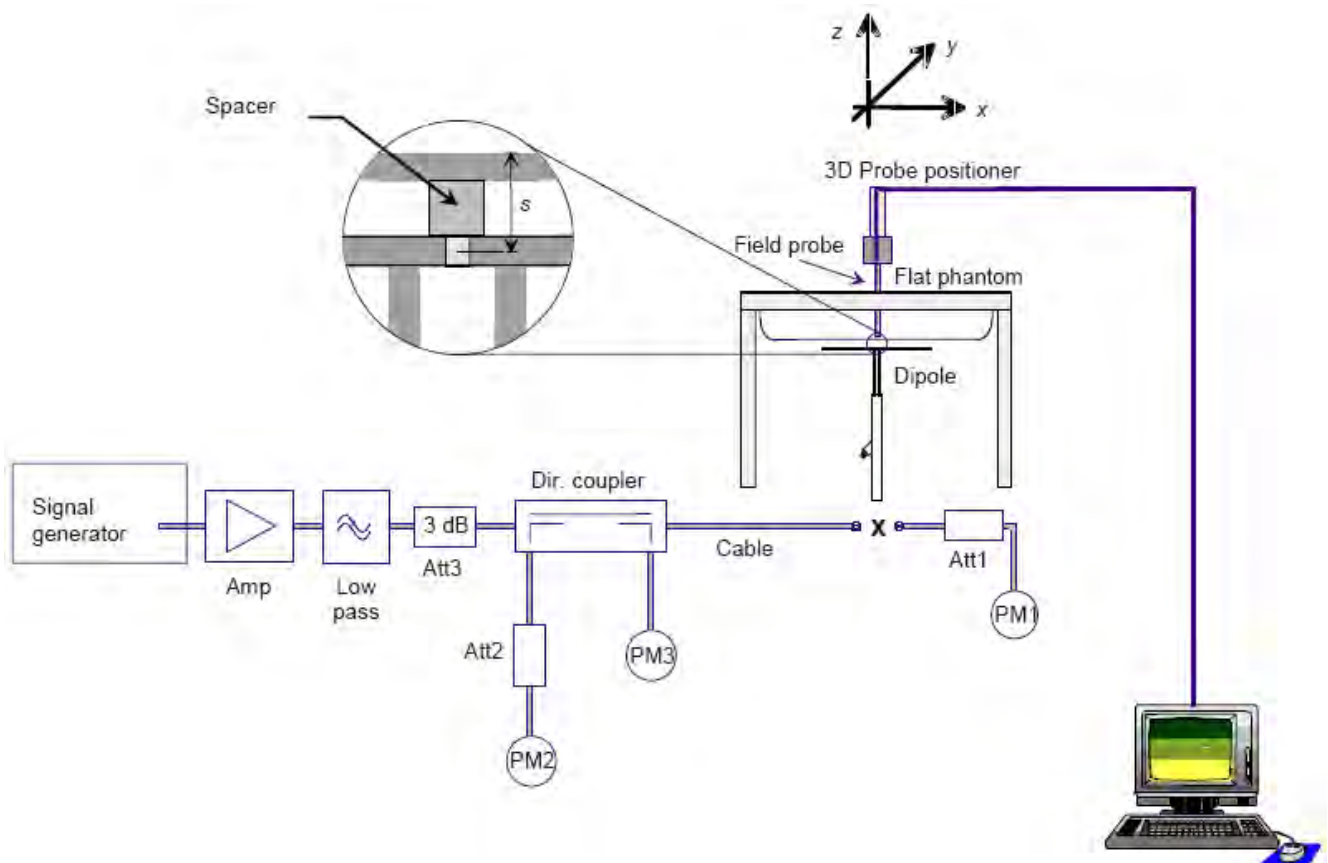 z
y
x
Spacer
s
3D Probe positioner
Field probe
Flat phantom
Dipole
Signal
generator
Amp
Low
pass
3 dB
Att3
Dir. coupler
Cable
X
Att1
PM1
Att2
PM3
PM2